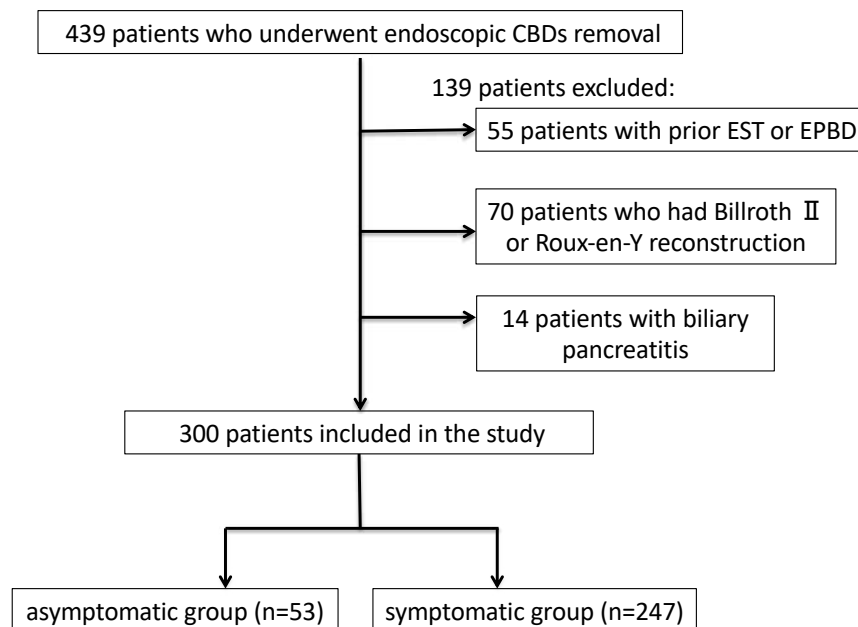 439 patients who underwent endoscopic CBDs removal
139 patients excluded:
55 patients with prior EST or EPBD
70 patients who had Billroth Ⅱ
or Roux-en-Y reconstruction
14 patients with biliary
pancreatitis
300 patients included in the study
asymptomatic group (n=53)
symptomatic group (n=247)